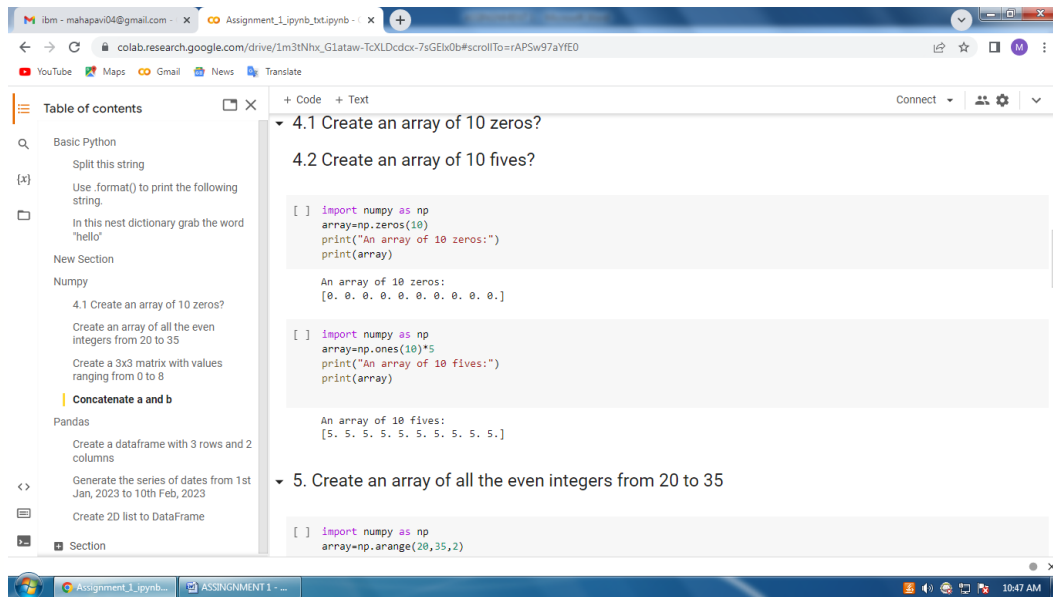 ibm - mahapavi04@gmail.com -
Assignment_1_ipynb_txt.ipynb -
colab.research.google.com/drive/1m3tNhx_G1ataw-TcXLDcdcx-7sGElx0b#scrollTo=rAPSw97aYfE0
M
YouTube Maps Gmail News Translate
Table of contents
+ Code + Text
Connect
Basic Python
Split this string
Use .format() to print the following
string.
In this nest dictionary grab the word
"hello"
New Section
Numpy
4.1 Create an array of 10 zeros?
Create an array of all the even
integers from 20 to 35
Create a 3x3 matrix with values
ranging from 0 to 8
Concatenate a and b
Pandas
Create a dataframe with 3 rows and 2
columns
Generate the series of dates from 1st
Jan, 2023 to 10th Feb, 2023
Create 2D list to DataFrame
Section
{x}
4.1 Create an array of 10 zeros?
4.2 Create an array of 10 fives?
[ ] import numpy as np
array=np.zeros(10)
print("An array of 10 zeros:")
print(array)
An array of 10 zeros:
[0. 0. 0. 0. 0. 0. 0. 0. 0. 0.]
[ ] import numpy as np
array=np.ones(10)*5
print("An array of 10 fives:")
print(array)
An array of 10 fives:
[5. 5. 5. 5. 5. 5. 5. 5. 5. 5.]
5. Create an array of all the even integers from 20 to 35
[ ] import numpy as np
array=np.arange(20,35,2)
Assignment_1_ipynb...
ASSINGNMENT 1 - ...
10:47 AM